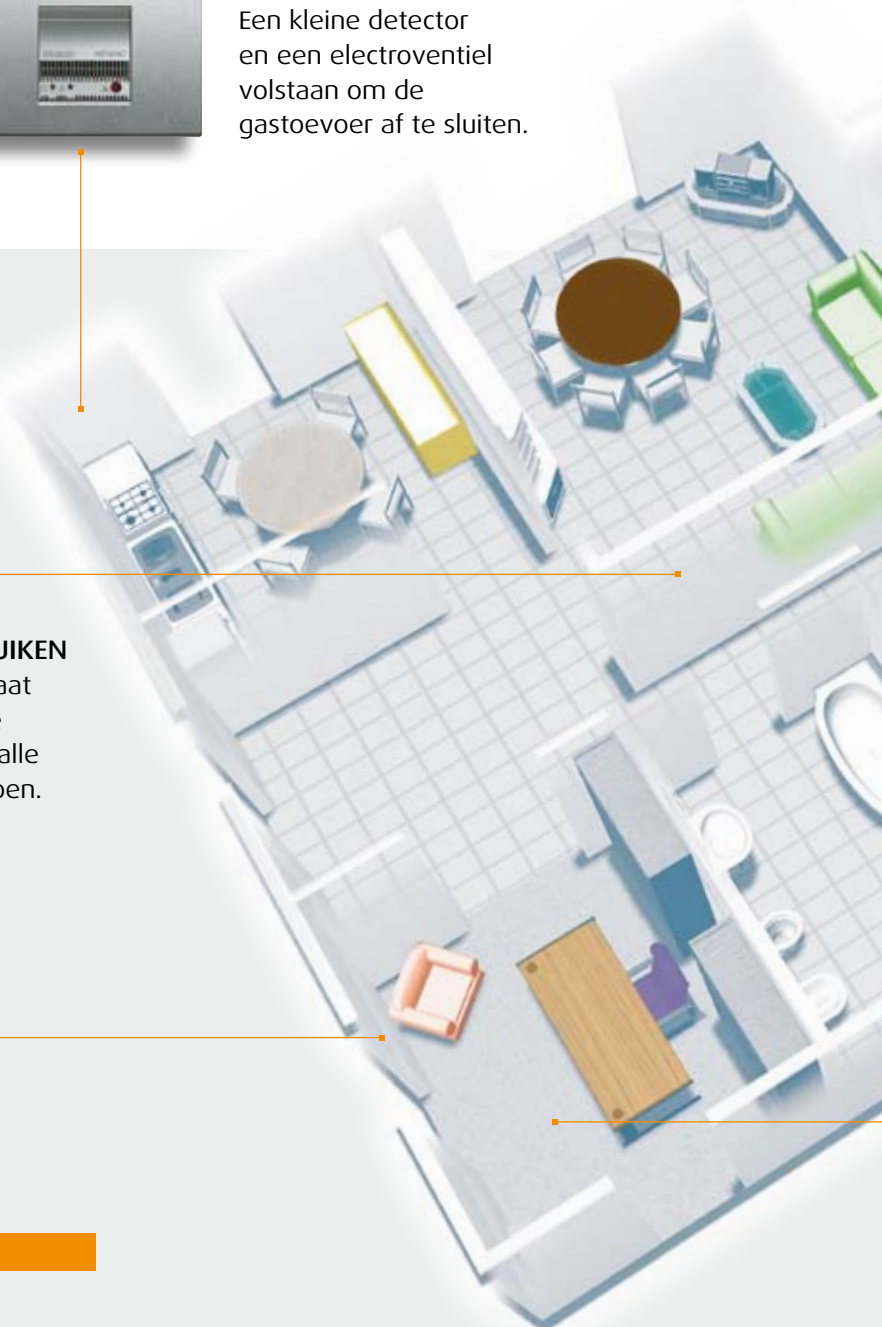 Een kleine detector
en een electroventiel
volstaan om de
gastoevoer af te sluiten.
UIKEN
aat
e
alle
pen.